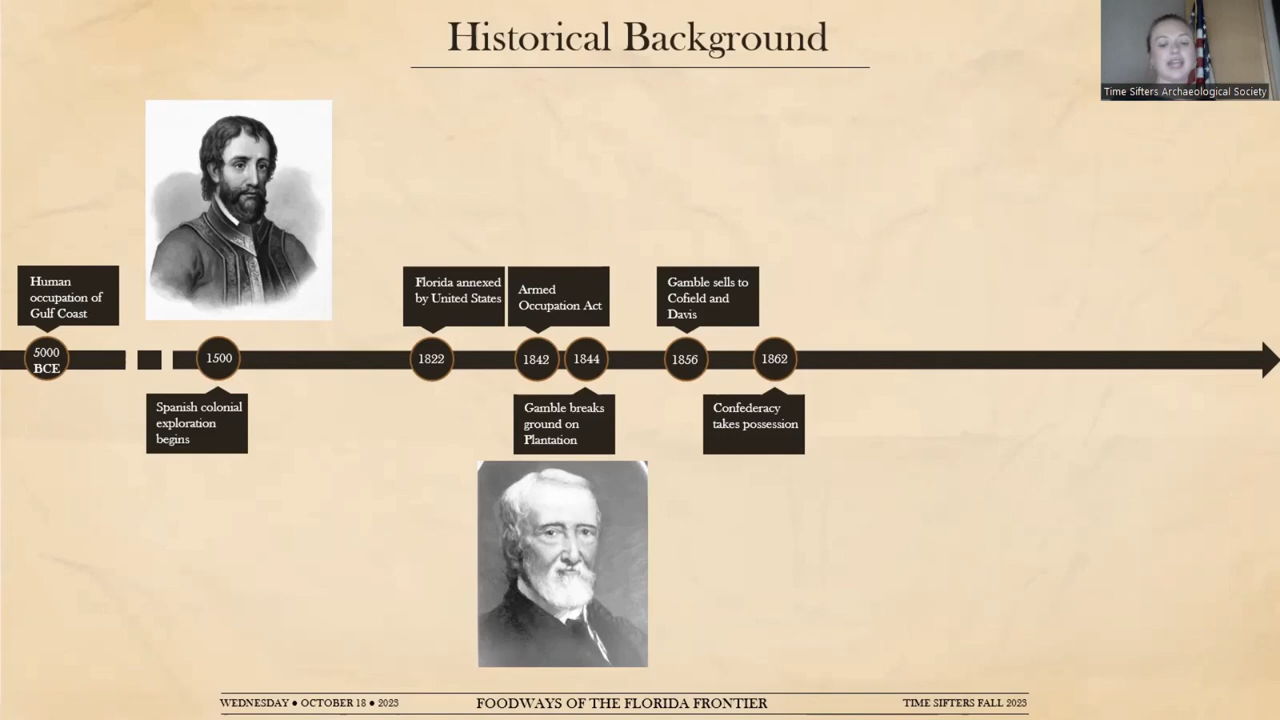 Historical Background
Time Sifters Archaeological Society
Human
occupation of
Gulf Coast
Florida annexed
by United States
Armed
Occupation Act
Gamble sells to
Cofield and
Davis
5000
BCE
1500
1822
1842
1844
1856
1862
Spanish colonial
exploration
begins
Gamble breaks
ground on
Plantation
Confederacy
takes possession
WEDNESDAY • OCTOBER 18 • 2023
FOODWAYS OF THE FLORIDA FRONTIER
TIME SIFTERS FALL 2023